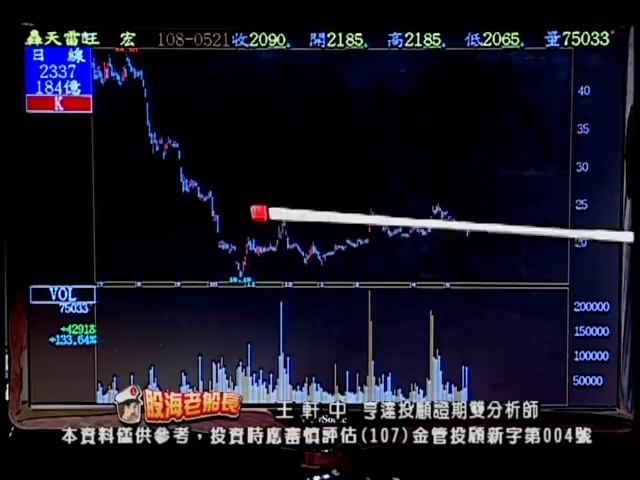 轟天雷旺 宏 108-0521收2090. 開2185. 高2185. 低2065. 量75033
日 線
2337
184億
K
40
35
30
25
20
VOL
75033
+42918
+133.64%
200000
150000
100000
50000
股海老船長 王軒中 亨達投顧證期雙分析師
本資料僅供參考，投資時應審慎評估(107)金管投顧新字第004號